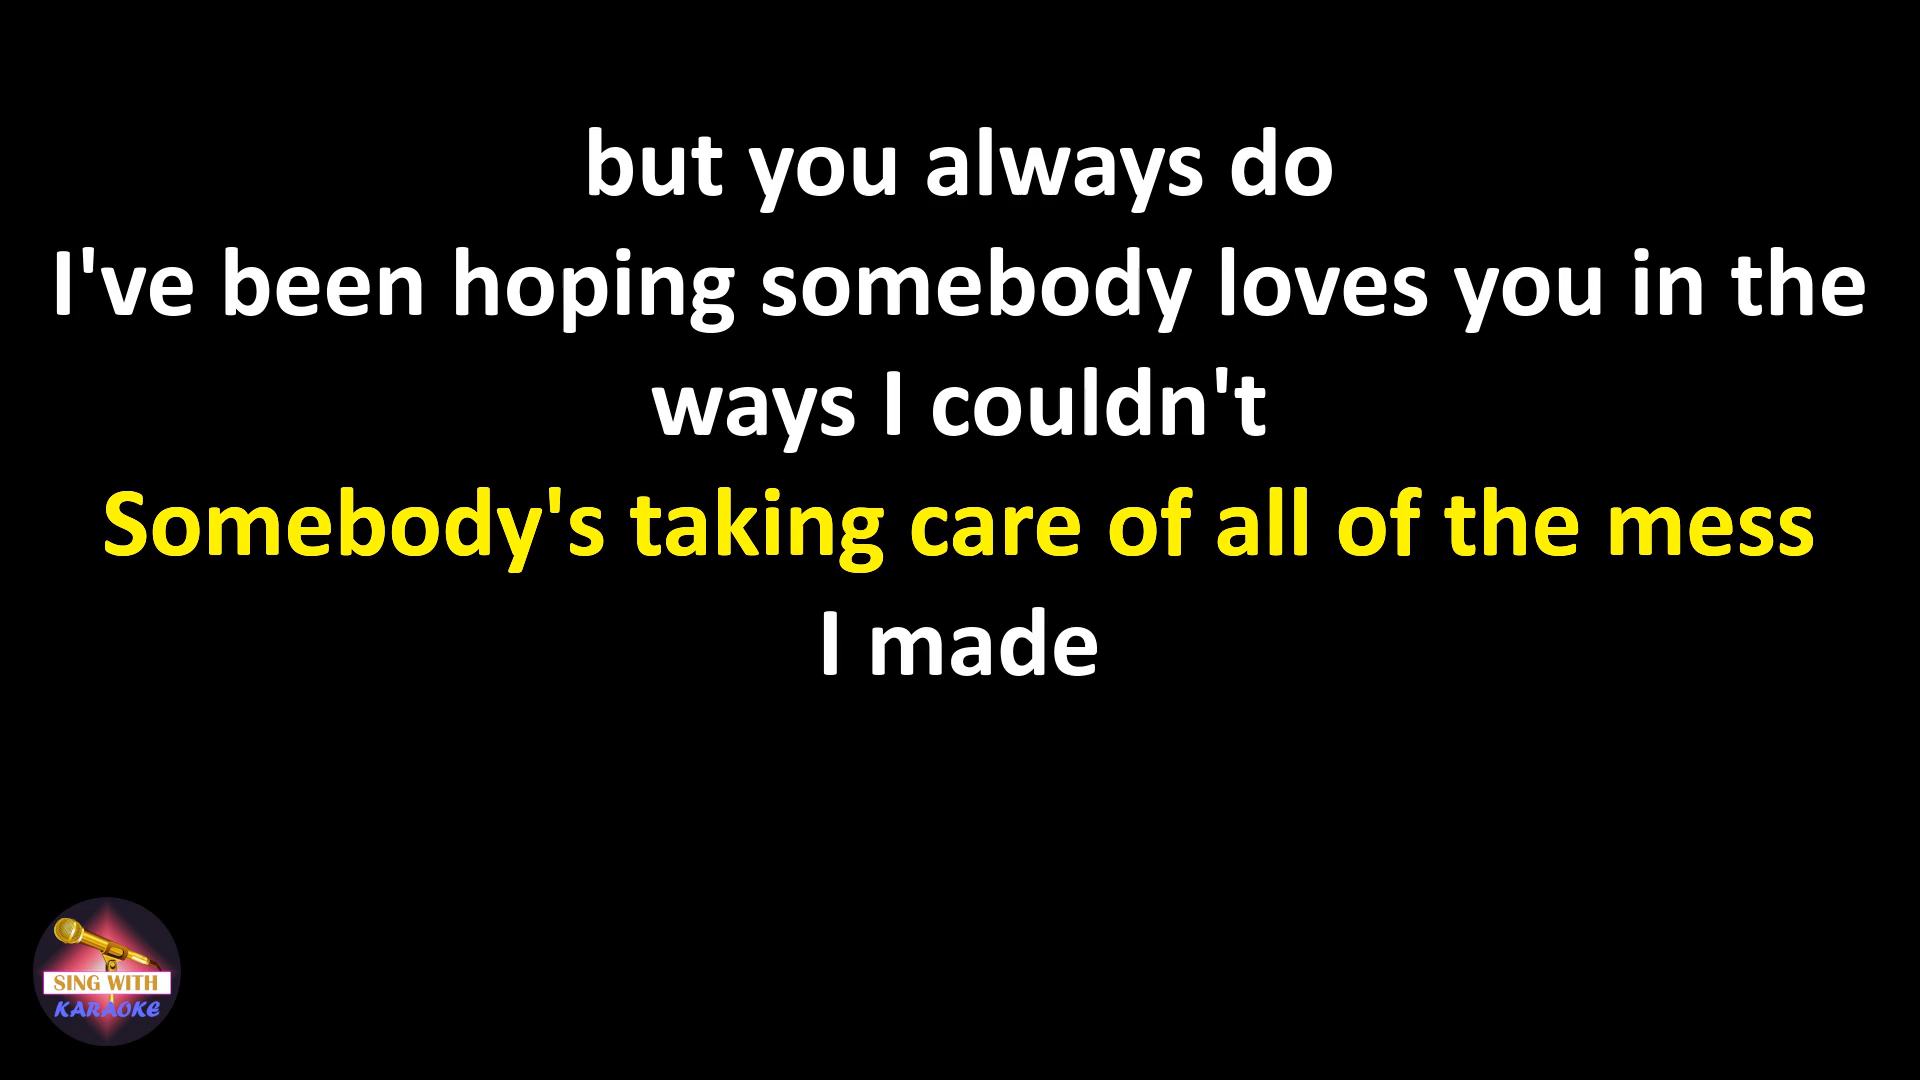 but you always do
I've been hoping somebody loves you in the
ways I couldn't
Somebody's taking care of all of the mess
I made
SING WITH
KARAOKE